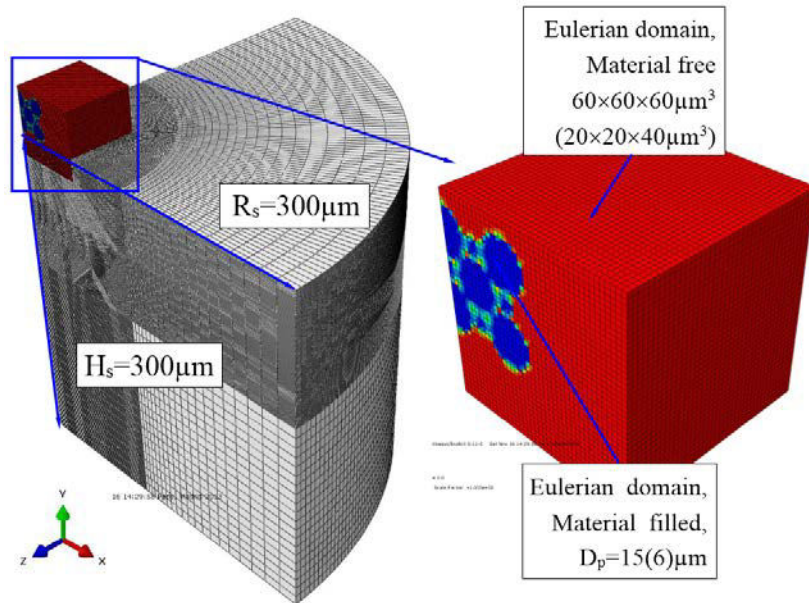 Eulerian domain,
Material free
60×60×60μm³
(20×20×40μm³)
Rₛ=300μm
Hₛ=300μm
Eulerian domain,
Material filled,
Dₚ=15(6)μm
Y
Z
X